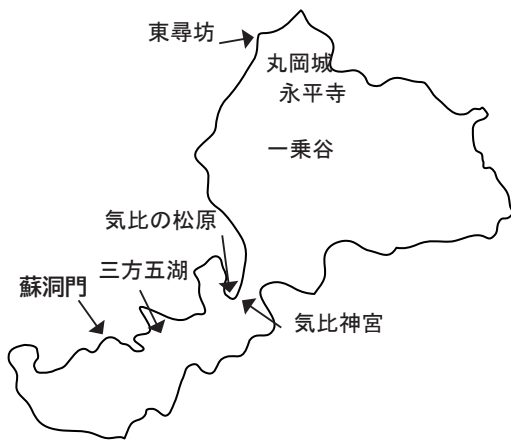 東尋坊
丸岡城
永平寺
一乗谷
気比の松原
三方五湖
蘇洞門
気比神宮